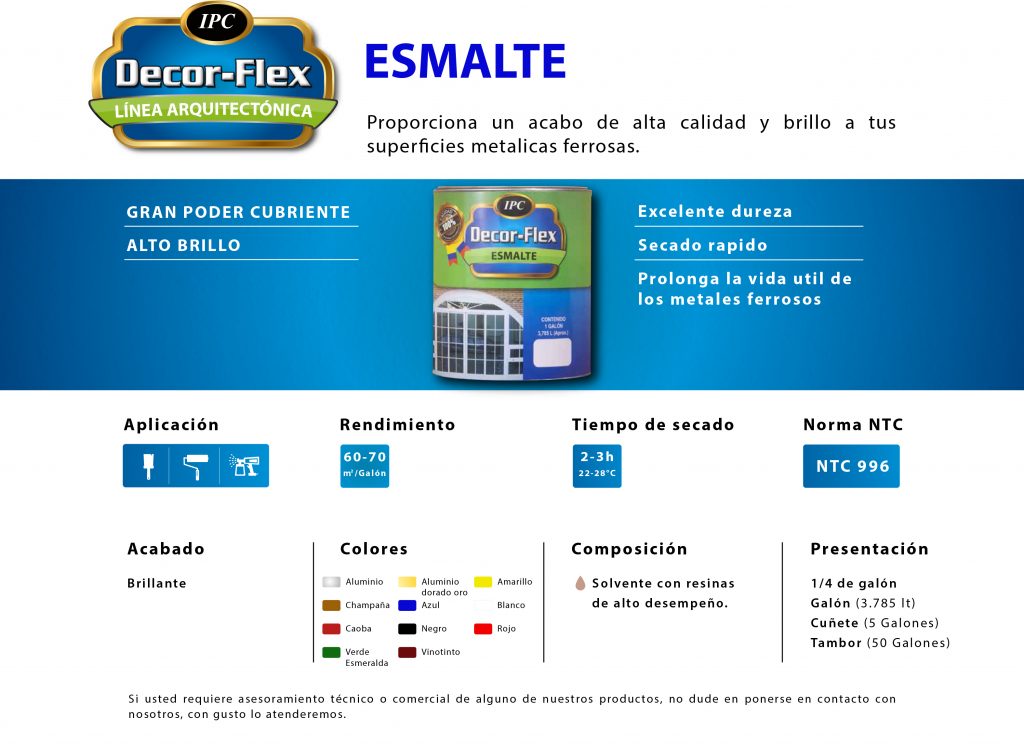 IPC
Decor-Flex
LÍNEA ARQUITECTÓNICA
ESMALTE
Proporciona un acabo de alta calidad y brillo a tus
superficies metalicas ferrosas.
GRAN PODER CUBRIENTE
ALTO BRILLO
IPC
100%
Decor-Flex
ESMALTE
CONTENIDO
1 GALÓN
3,785 L (Aprox.)
Excelente dureza
Secado rapido
Prolonga la vida util de
los metales ferrosos
Aplicación
Rendimiento
60-70
m²/Galón
Tiempo de secado
2-3h
22-28°C
Norma NTC
NTC 996
Acabado
Brillante
Colores
Aluminio
Aluminio
dorado oro
Amarillo
Champaña
Azul
Blanco
Caoba
Negro
Rojo
Verde
Esmeralda
Vinotinto
Composición
Solvente con resinas
de alto desempeño.
Presentación
1/4 de galón
Galón (3.785 lt)
Cuñete (5 Galones)
Tambor (50 Galones)
Si usted requiere asesoramiento técnico o comercial de alguno de nuestros productos, no dude en ponerse en contacto con
nosotros, con gusto lo atenderemos.